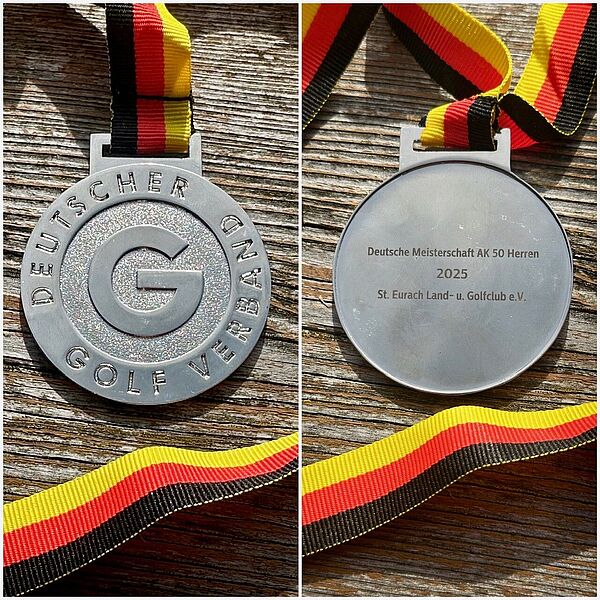 DEUTSCHER GOLF VERBAND
G
Deutsche Meisterschaft AK 50 Herren
2025
St. Eurach Land- u. Golfclub e.V.